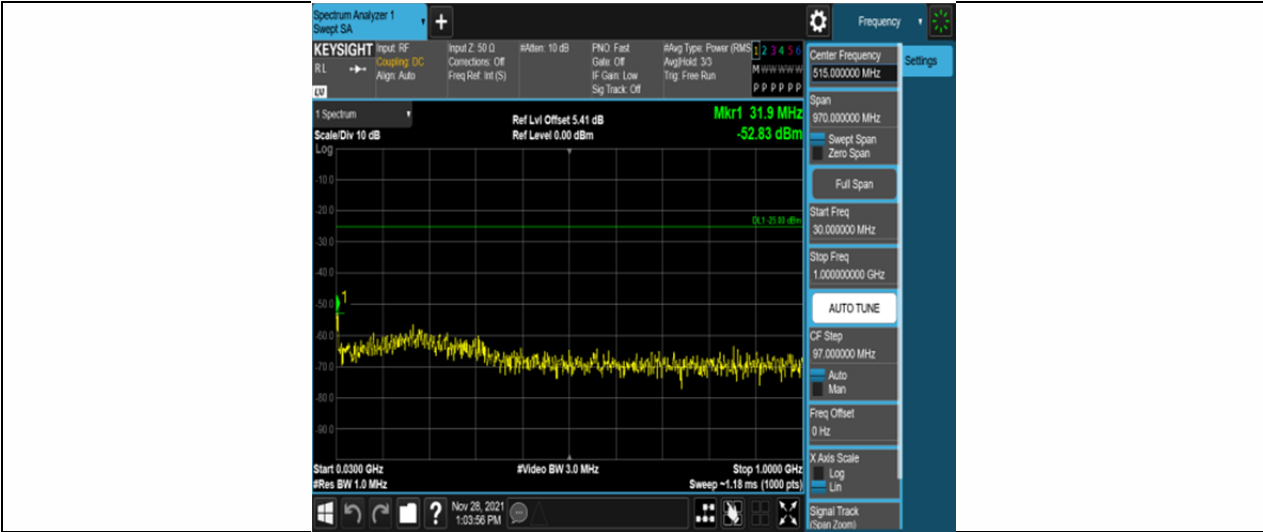 Spectrum Analyzer 1
Swept SA
+
Frequency
KEYSIGHT
RL
LV
Input: RF
Coupling: DC
Align: Auto
Input Z: 50 Ω
Corrections: Off
Freq Ref: Int (S)
#Atten: 10 dB
PNO: Fast
Gate: Off
IF Gain: Low
Sig Track: Off
#Avg Type: Power (RMS
Avg|Hold: 3/3
Trig: Free Run
1 2 3 4 5 6
M W W W W W
P P P P P P
Center Frequency
515.000000 MHz
Settings
Span
970.000000 MHz
Swept Span
Zero Span
Full Span
Start Freq
30.000000 MHz
Stop Freq
1.000000000 GHz
AUTO TUNE
CF Step
97.000000 MHz
Auto
Man
Freq Offset
0 Hz
X Axis Scale
Log
Lin
Signal Track
(Span Zoom)
1 Spectrum
Scale/Div 10 dB
Log
Ref Lvl Offset 5.41 dB
Ref Level 0.00 dBm
Mkr1 31.9 MHz
-52.83 dBm
-10.0
-20.0
DL1 -25.00 dBm
-30.0
-40.0
-50.0
1
-60.0
-70.0
-80.0
-90.0
Start 0.0300 GHz
#Res BW 1.0 MHz
#Video BW 3.0 MHz
Stop 1.0000 GHz
Sweep ~1.18 ms (1000 pts)
?
Nov 28, 2021
1:03:56 PM